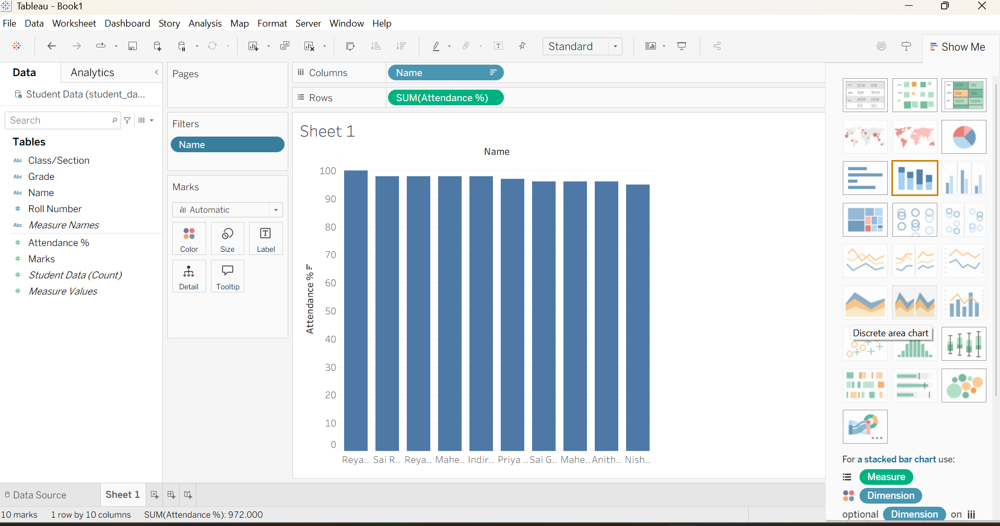 Tableau - Book1
File Data Worksheet Dashboard Story Analysis Map Format Server Window Help
Standard
Show Me
Data
Analytics
Student Data (student_da...
Search
Tables
Abc Class/Section
Abc Grade
Abc Name
# Roll Number
Abc Measure Names
# Attendance %
# Marks
# Student Data (Count)
# Measure Values
Pages
Filters
Name
Marks
Automatic
Color Size Label
Detail Tooltip
Columns
Name
Rows
SUM(Attendance %)
Sheet 1
Name
Attendance %
100
90
80
70
60
50
40
30
20
10
0
Reya.. Sai R.. Reya.. Mahe.. Indir.. Priya .. Sai G.. Mahe.. Anith.. Nish..
Discrete area chart
For a stacked bar chart use:
Measure
Dimension
optional Dimension on
Data Source
Sheet 1
10 marks 1 row by 10 columns SUM(Attendance %): 972.000